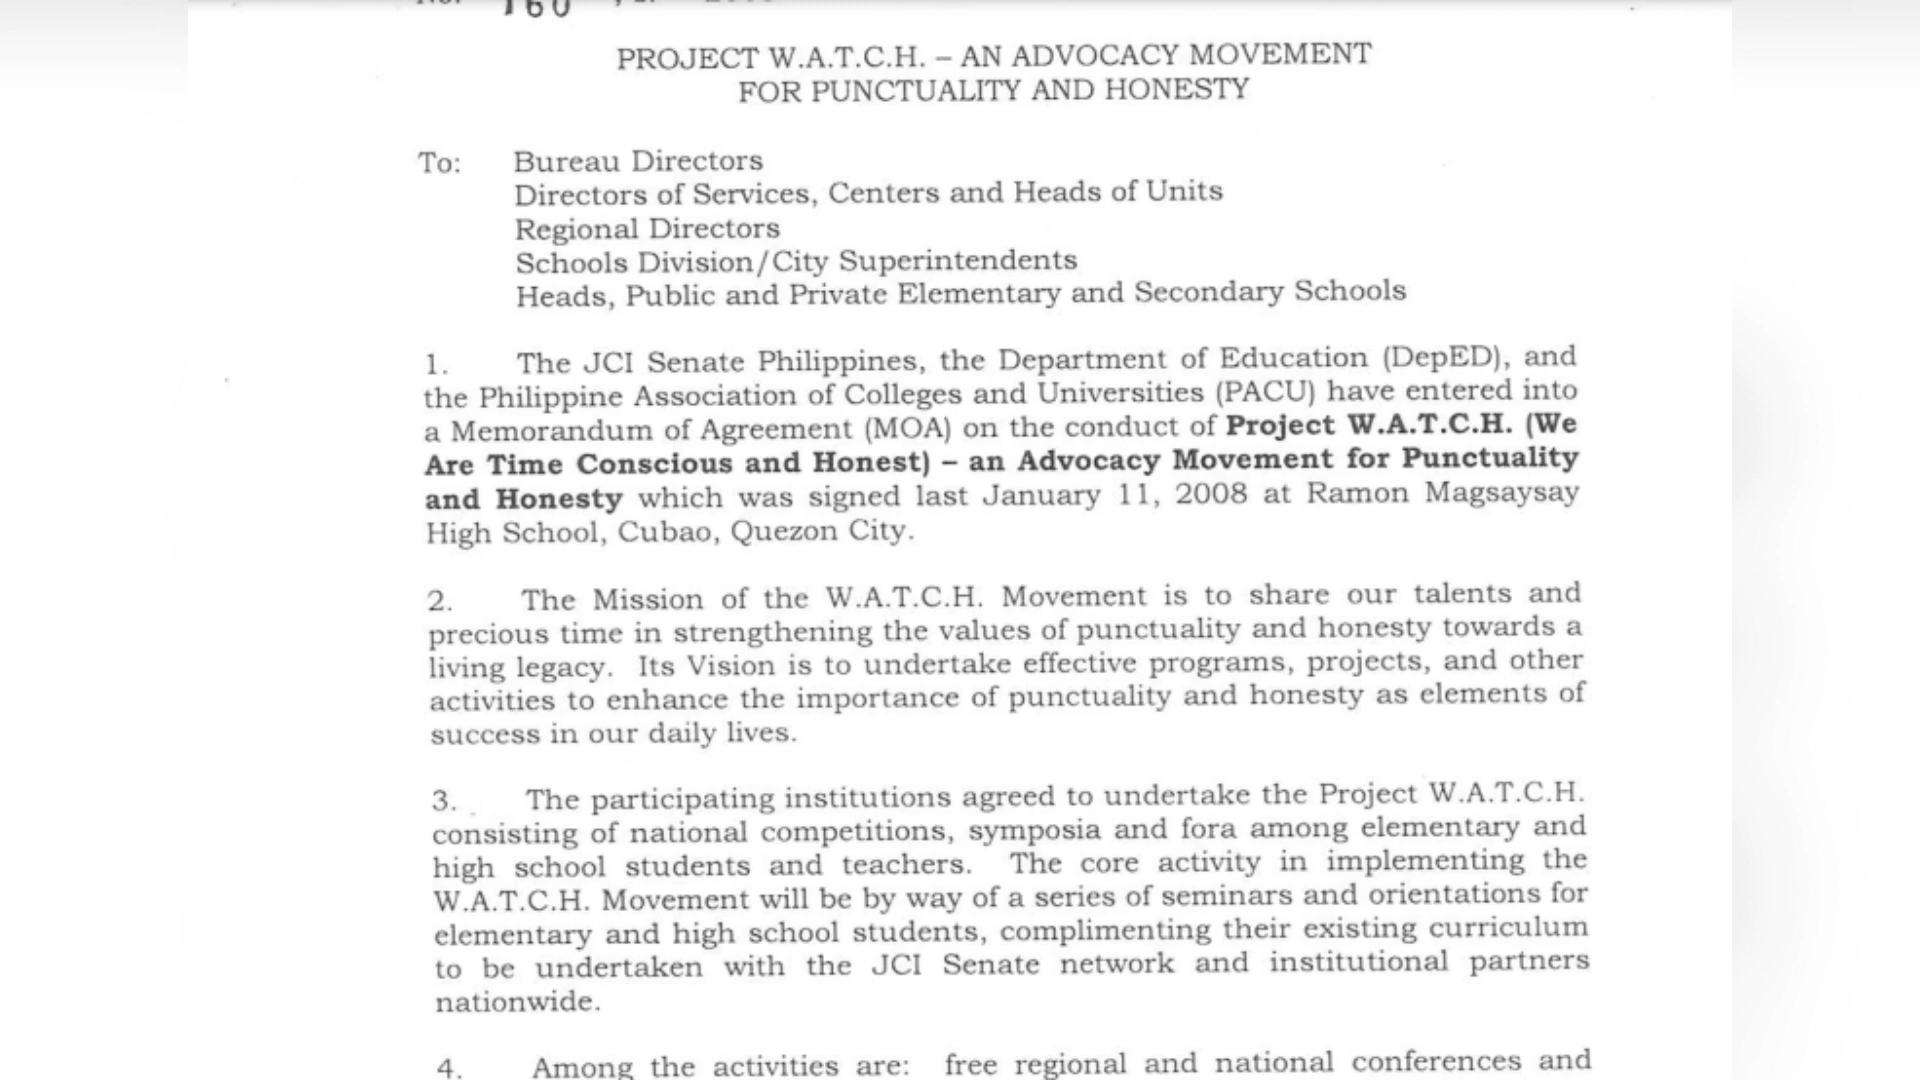 160
PROJECT W.A.T.C.H. – AN ADVOCACY MOVEMENT
FOR PUNCTUALITY AND HONESTY
To: Bureau Directors
Directors of Services, Centers and Heads of Units
Regional Directors
Schools Division/City Superintendents
Heads, Public and Private Elementary and Secondary Schools
1. The JCI Senate Philippines, the Department of Education (DepED), and
the Philippine Association of Colleges and Universities (PACU) have entered into
a Memorandum of Agreement (MOA) on the conduct of Project W.A.T.C.H. (We
Are Time Conscious and Honest) – an Advocacy Movement for Punctuality
and Honesty which was signed last January 11, 2008 at Ramon Magsaysay
High School, Cubao, Quezon City.
2. The Mission of the W.A.T.C.H. Movement is to share our talents and
precious time in strengthening the values of punctuality and honesty towards a
living legacy. Its Vision is to undertake effective programs, projects, and other
activities to enhance the importance of punctuality and honesty as elements of
success in our daily lives.
3. The participating institutions agreed to undertake the Project W.A.T.C.H.
consisting of national competitions, symposia and fora among elementary and
high school students and teachers. The core activity in implementing the
W.A.T.C.H. Movement will be by way of a series of seminars and orientations for
elementary and high school students, complimenting their existing curriculum
to be undertaken with the JCI Senate network and institutional partners
nationwide.
4. Among the activities are: free regional and national conferences and